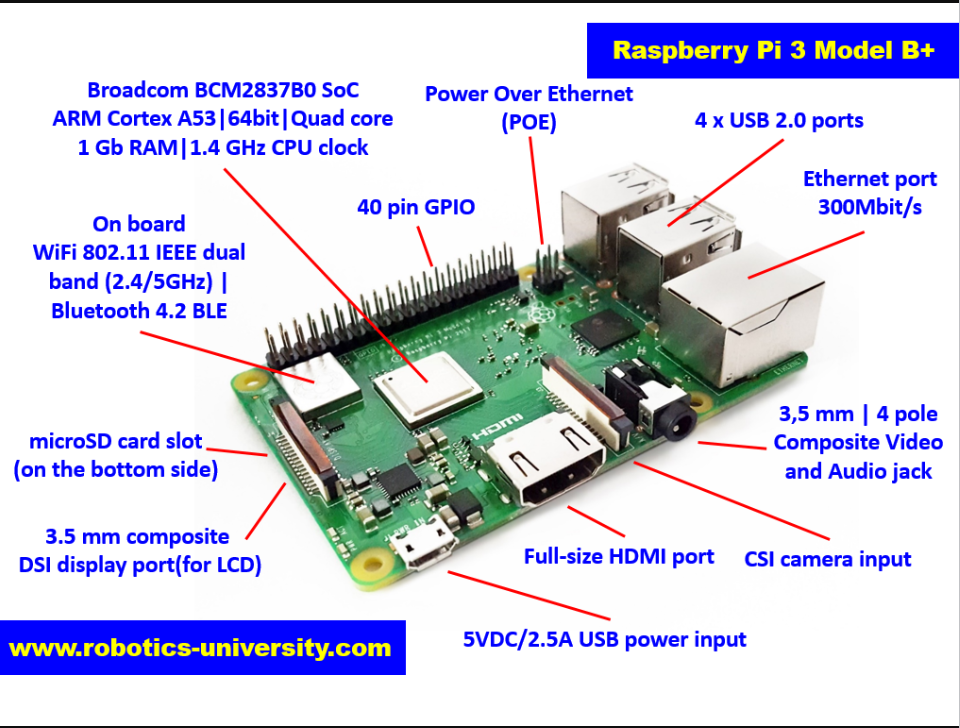 Raspberry Pi 3 Model B+
Broadcom BCM2837B0 SoC
ARM Cortex A53|64bit|Quad core
1 Gb RAM|1.4 GHz CPU clock
Power Over Ethernet
(POE)
4 x USB 2.0 ports
Ethernet port
300Mbit/s
40 pin GPIO
On board
WiFi 802.11 IEEE dual
band (2.4/5GHz) |
Bluetooth 4.2 BLE
HDMI
microSD card slot
(on the bottom side)
3,5 mm | 4 pole
Composite Video
and Audio jack
3.5 mm composite
DSI display port(for LCD)
Full-size HDMI port
CSI camera input
5VDC/2.5A USB power input
www.robotics-university.com